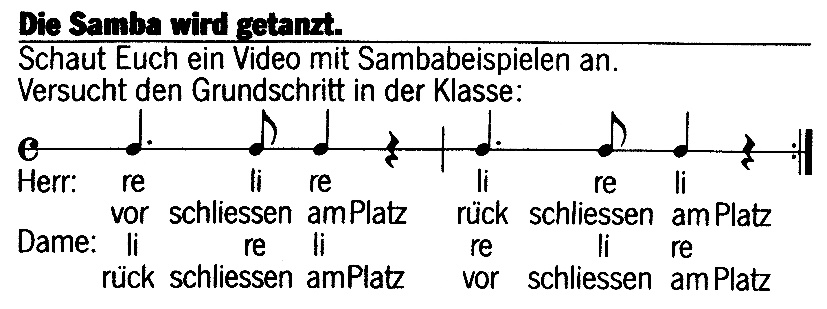 Die Samba wird getanzt.
Schaut Euch ein Video mit Sambabeispielen an.
Versucht den Grundschritt in der Klasse:
Herr: re li re li re li
vor schliessen am Platz rück schliessen am Platz
Dame: li re li re li re
rück schliessen am Platz vor schliessen am Platz